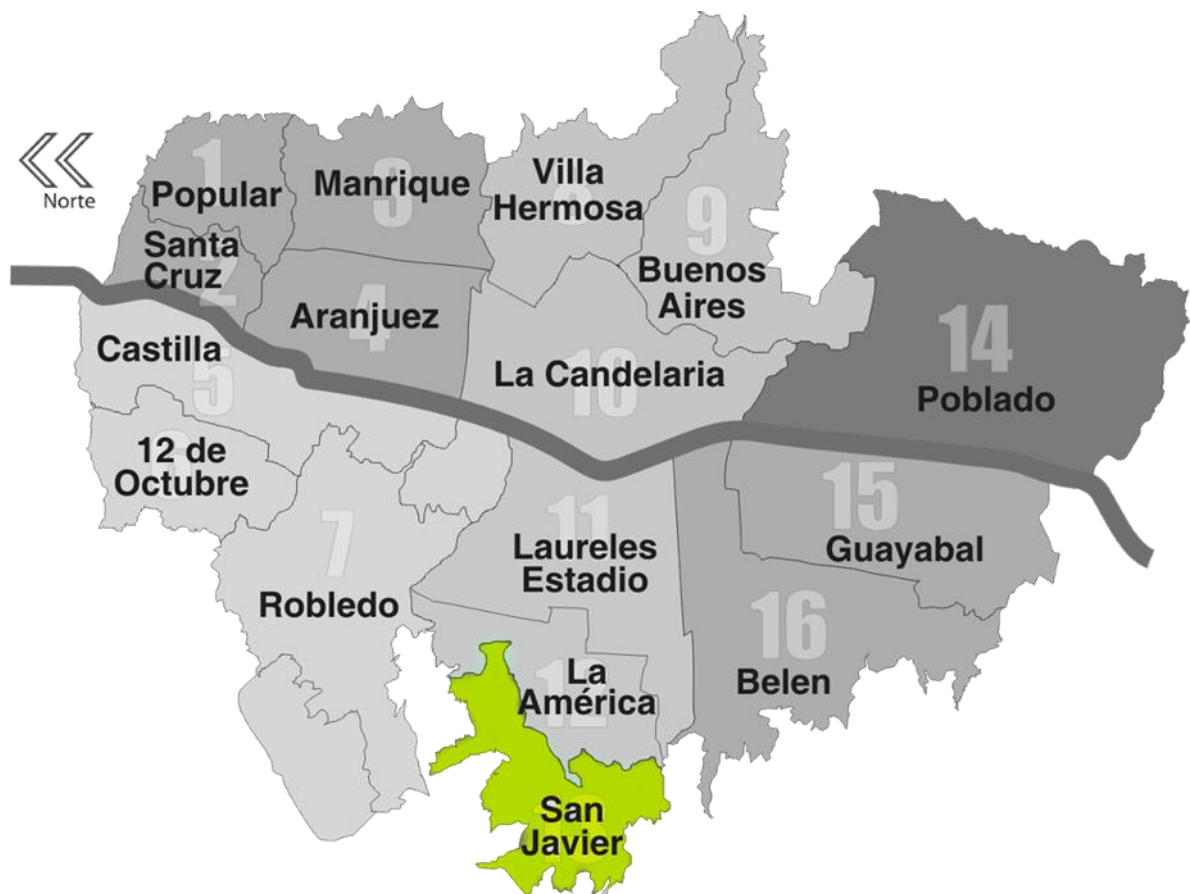 Norte
1
Popular
3
Manrique
8
Villa
Hermosa
9
Buenos
Aires
Santa
Cruz
2
4
Aranjuez
14
Poblado
Castilla
5
La Candelaria
10
12 de
Octubre
6
7
Robledo
11
Laureles
Estadio
15
Guayabal
16
Belen
La
América
12
San
Javier
13